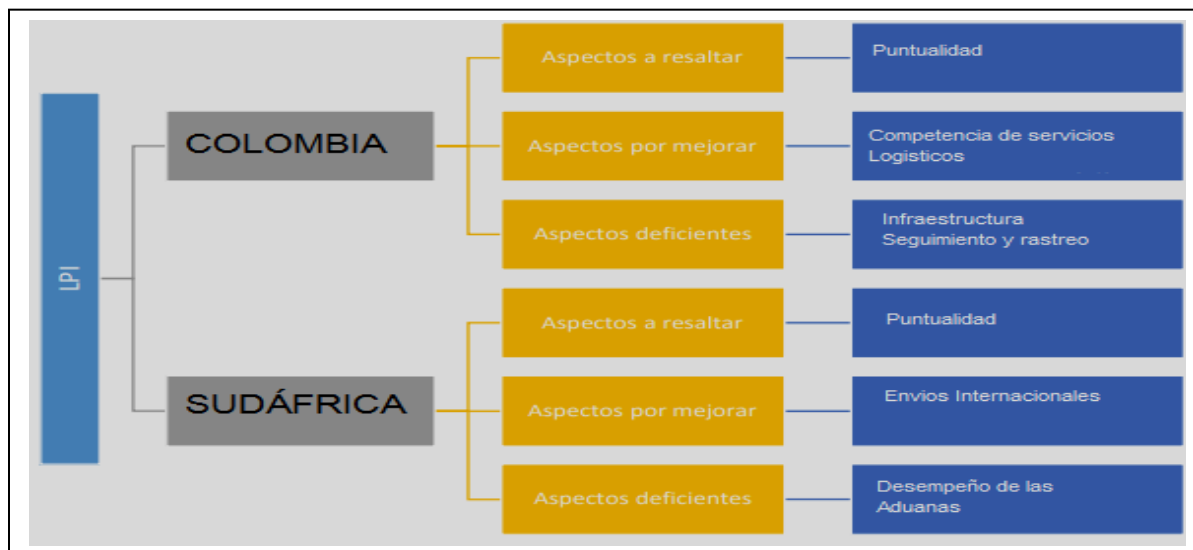 LPI
COLOMBIA
Aspectos a resaltar
Puntualidad
Aspectos por mejorar
Competencia de servicios
Logisticos
Aspectos deficientes
Infraestructura
Seguimiento y rastreo
SUDÁFRICA
Aspectos a resaltar
Puntualidad
Aspectos por mejorar
Envios Internacionales
Aspectos deficientes
Desempeño de las
Aduanas